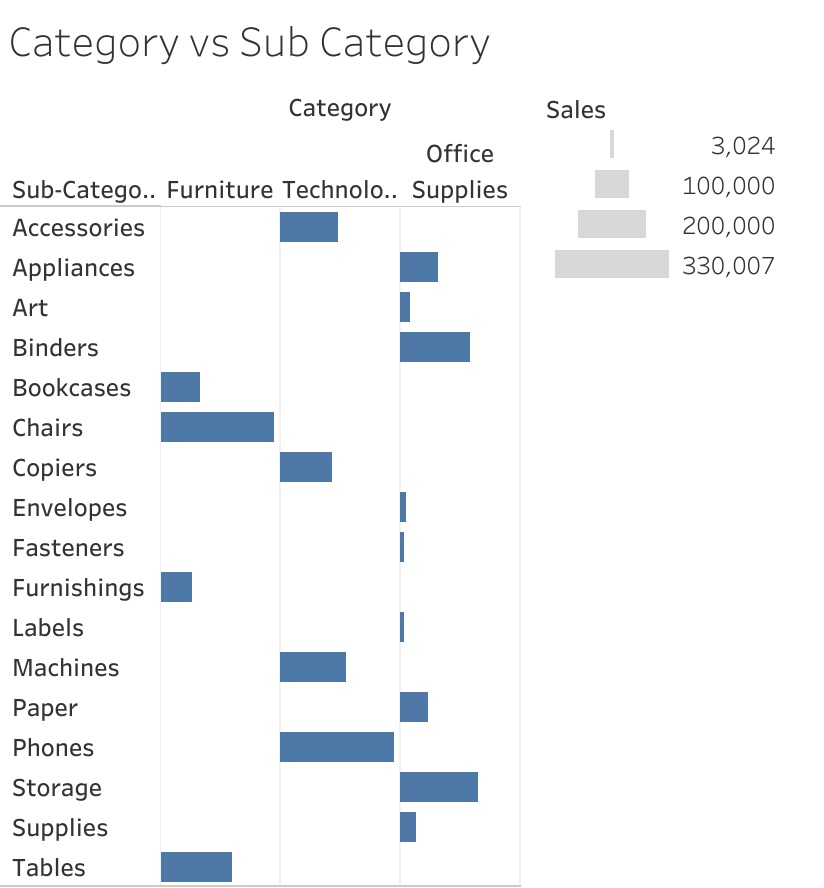 Category vs Sub Category
Category
Sales
3,024
Office
Sub-Catego.. Furniture Technolo.. Supplies
100,000
Accessories
200,000
Appliances
330,007
Art
Binders
Bookcases
Chairs
Copiers
Envelopes
Fasteners
Furnishings
Labels
Machines
Paper
Phones
Storage
Supplies
Tables